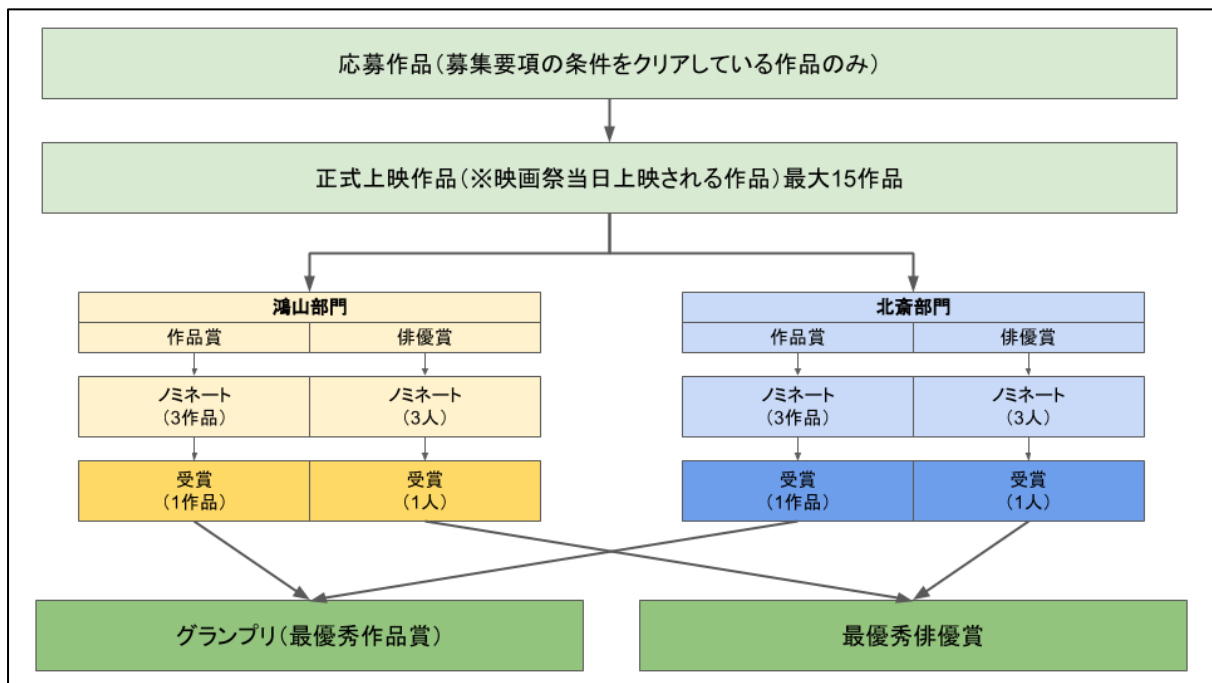 応募作品（募集要項の条件をクリアしている作品のみ）
正式上映作品（※映画祭当日上映される作品）最大15作品
鴻山部門
作品賞
俳優賞
ノミネート
（3作品）
ノミネート
（3人）
受賞
（1作品）
受賞
（1人）
北斎部門
作品賞
俳優賞
ノミネート
（3作品）
ノミネート
（3人）
受賞
（1作品）
受賞
（1人）
グランプリ（最優秀作品賞）
最優秀俳優賞